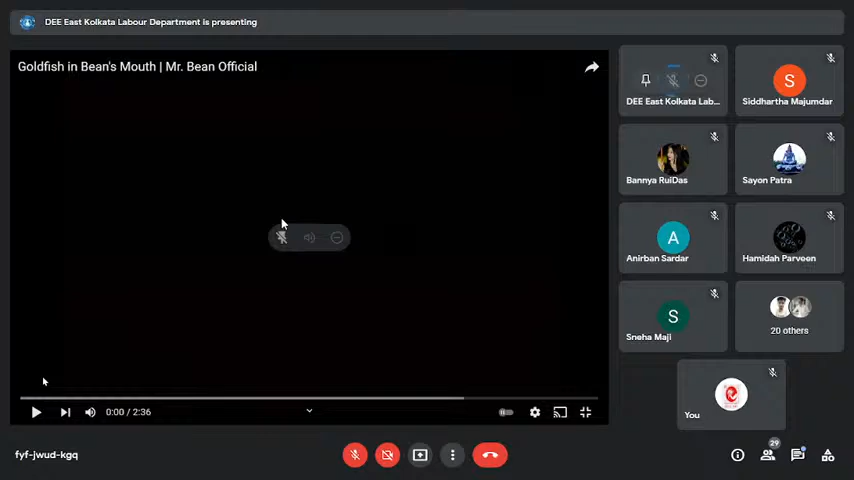 DEE East Kolkata Labour Department is presenting
Goldfish in Bean's Mouth | Mr. Bean Official
DEE East Kolkata Lab...
S
Siddhartha Majumdar
Bannya RuiDas
Sayon Patra
A
Anirban Sardar
Hamidah Parveen
S
Sneha Maji
20 others
You
0:00 / 2:36
fyf-jwud-kgq
29